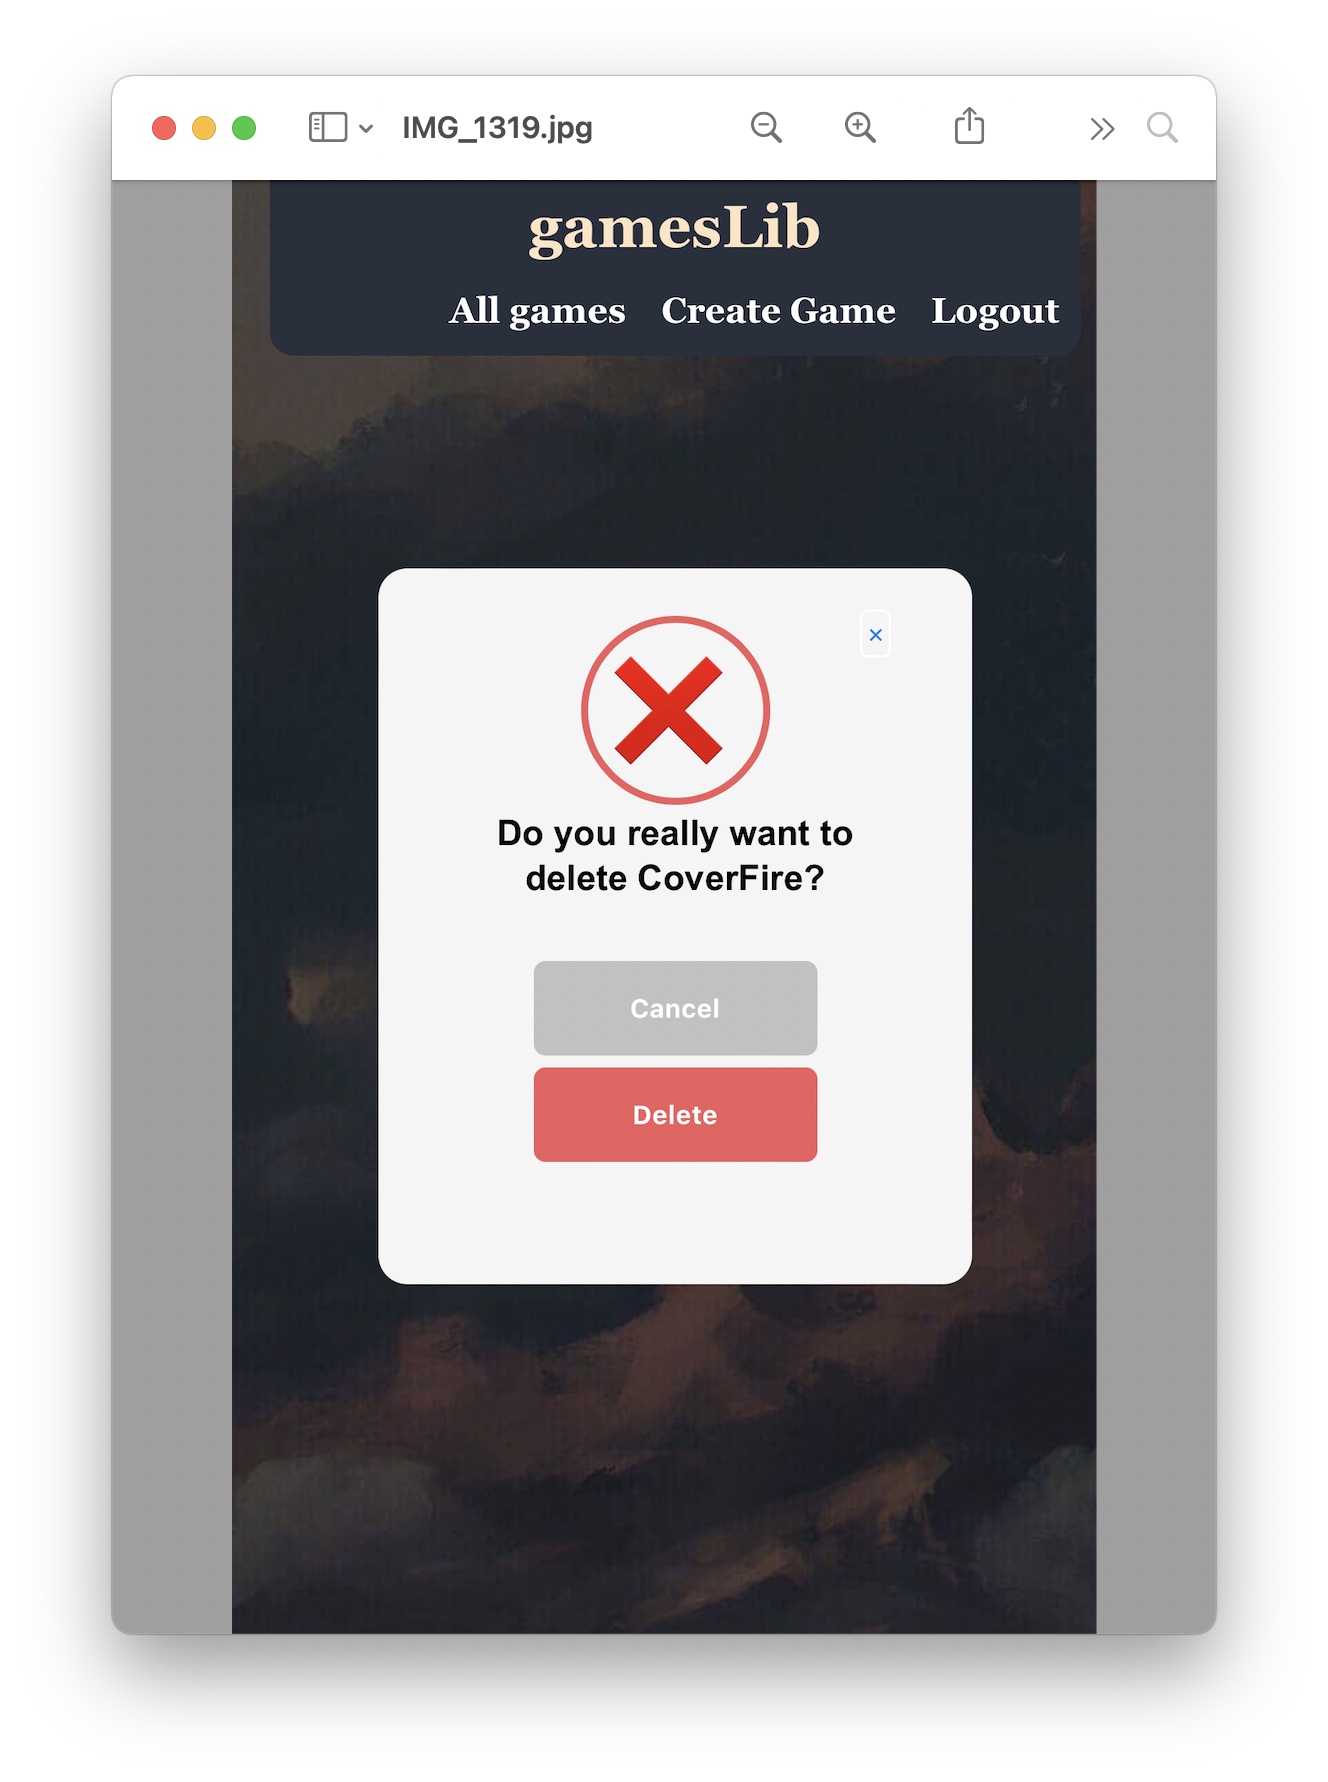 IMG_1319.jpg
gamesLib
All games Create Game Logout
×
Do you really want to
delete CoverFire?
Cancel
Delete